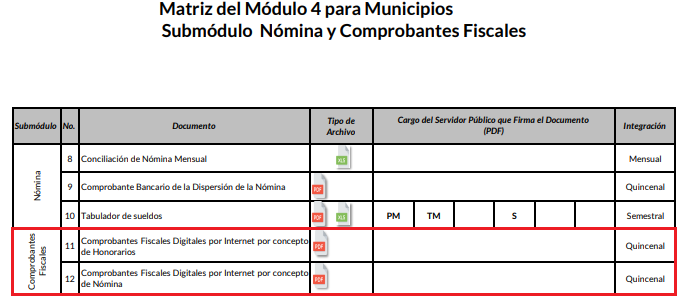 Matriz del Módulo 4 para Municipios
Submódulo Nómina y Comprobantes Fiscales
Submódulo No. Documento Tipo de Archivo Cargo del Servidor Público que Firma el Documento (PDF) Integración
Nómina
8 Conciliación de Nómina Mensual XLS Mensual
9 Comprobante Bancario de la Dispersión de la Nómina PDF Quincenal
10 Tabulador de sueldos PDF XLS PM TM S Semestral
Comprobantes Fiscales
11 Comprobantes Fiscales Digitales por Internet por concepto de Honorarios PDF Quincenal
12 Comprobantes Fiscales Digitales por Internet por concepto de Nómina PDF Quincenal